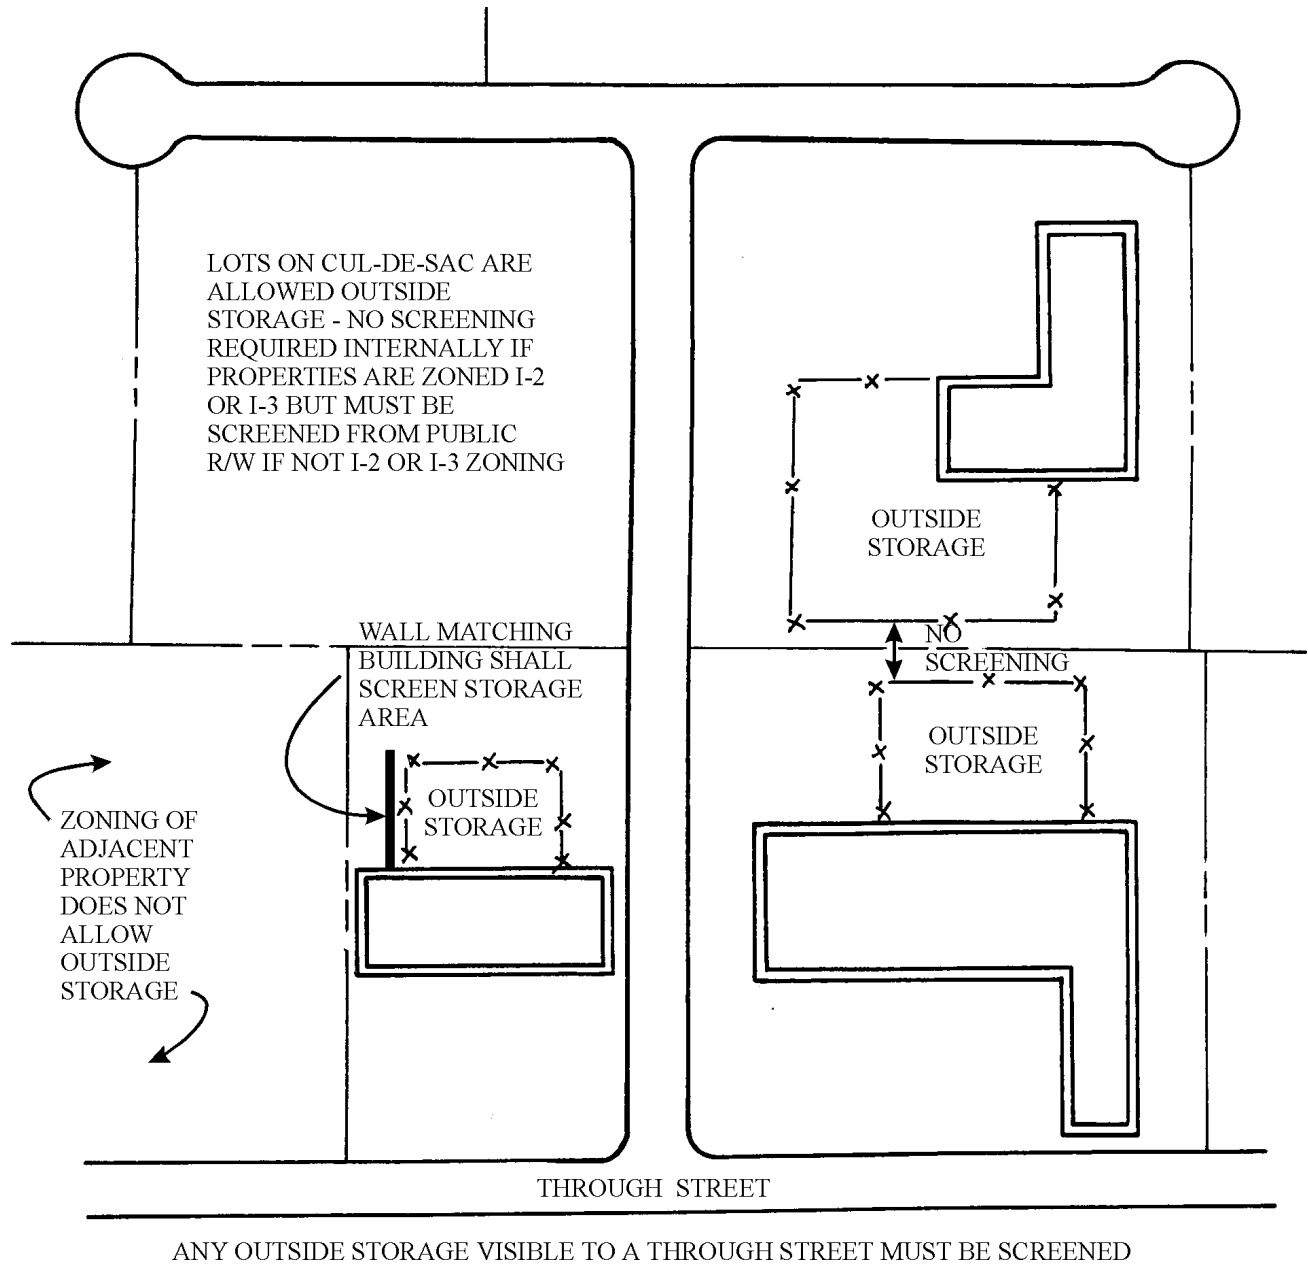 LOTS ON CUL-DE-SAC ARE
ALLOWED OUTSIDE
STORAGE - NO SCREENING
REQUIRED INTERNALLY IF
PROPERTIES ARE ZONED I-2
OR I-3 BUT MUST BE
SCREENED FROM PUBLIC
R/W IF NOT I-2 OR I-3 ZONING
OUTSIDE
STORAGE
NO
SCREENING
WALL MATCHING
BUILDING SHALL
SCREEN STORAGE
AREA
OUTSIDE
STORAGE
OUTSIDE
STORAGE
ZONING OF
ADJACENT
PROPERTY
DOES NOT
ALLOW
OUTSIDE
STORAGE
THROUGH STREET
ANY OUTSIDE STORAGE VISIBLE TO A THROUGH STREET MUST BE SCREENED